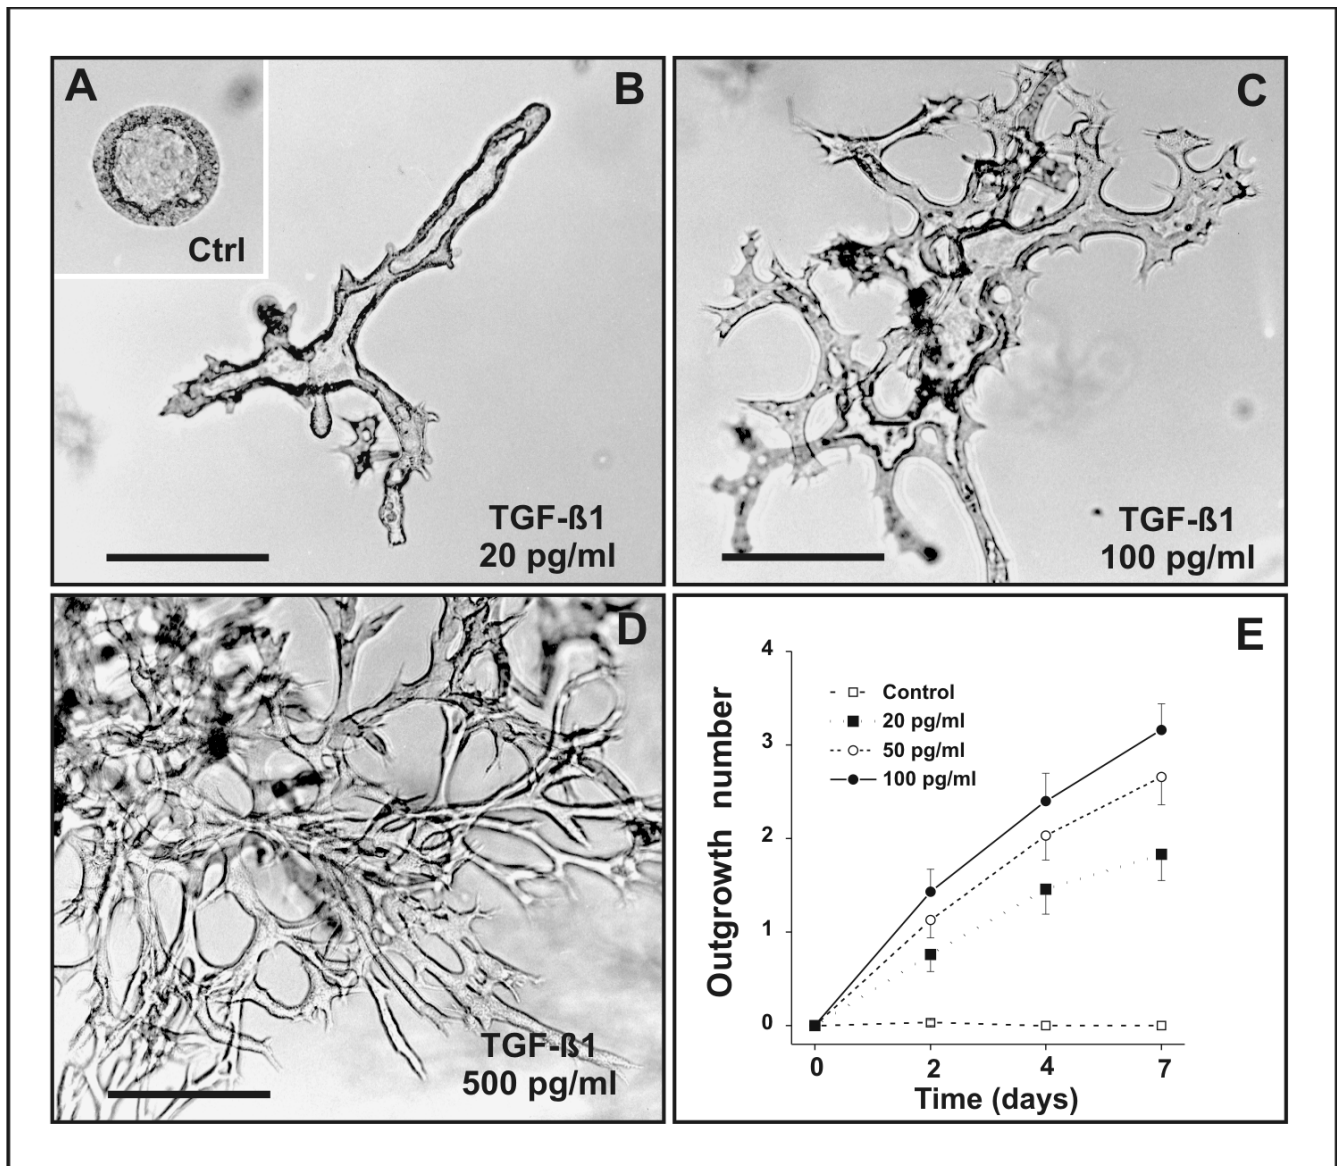 A
Ctrl
B
TGF-ß1
20 pg/ml
C
TGF-ß1
100 pg/ml
D
TGF-ß1
500 pg/ml
E
Outgrowth number
4
3
2
1
0
Control
20 pg/ml
50 pg/ml
100 pg/ml
0 2 4 7
Time (days)